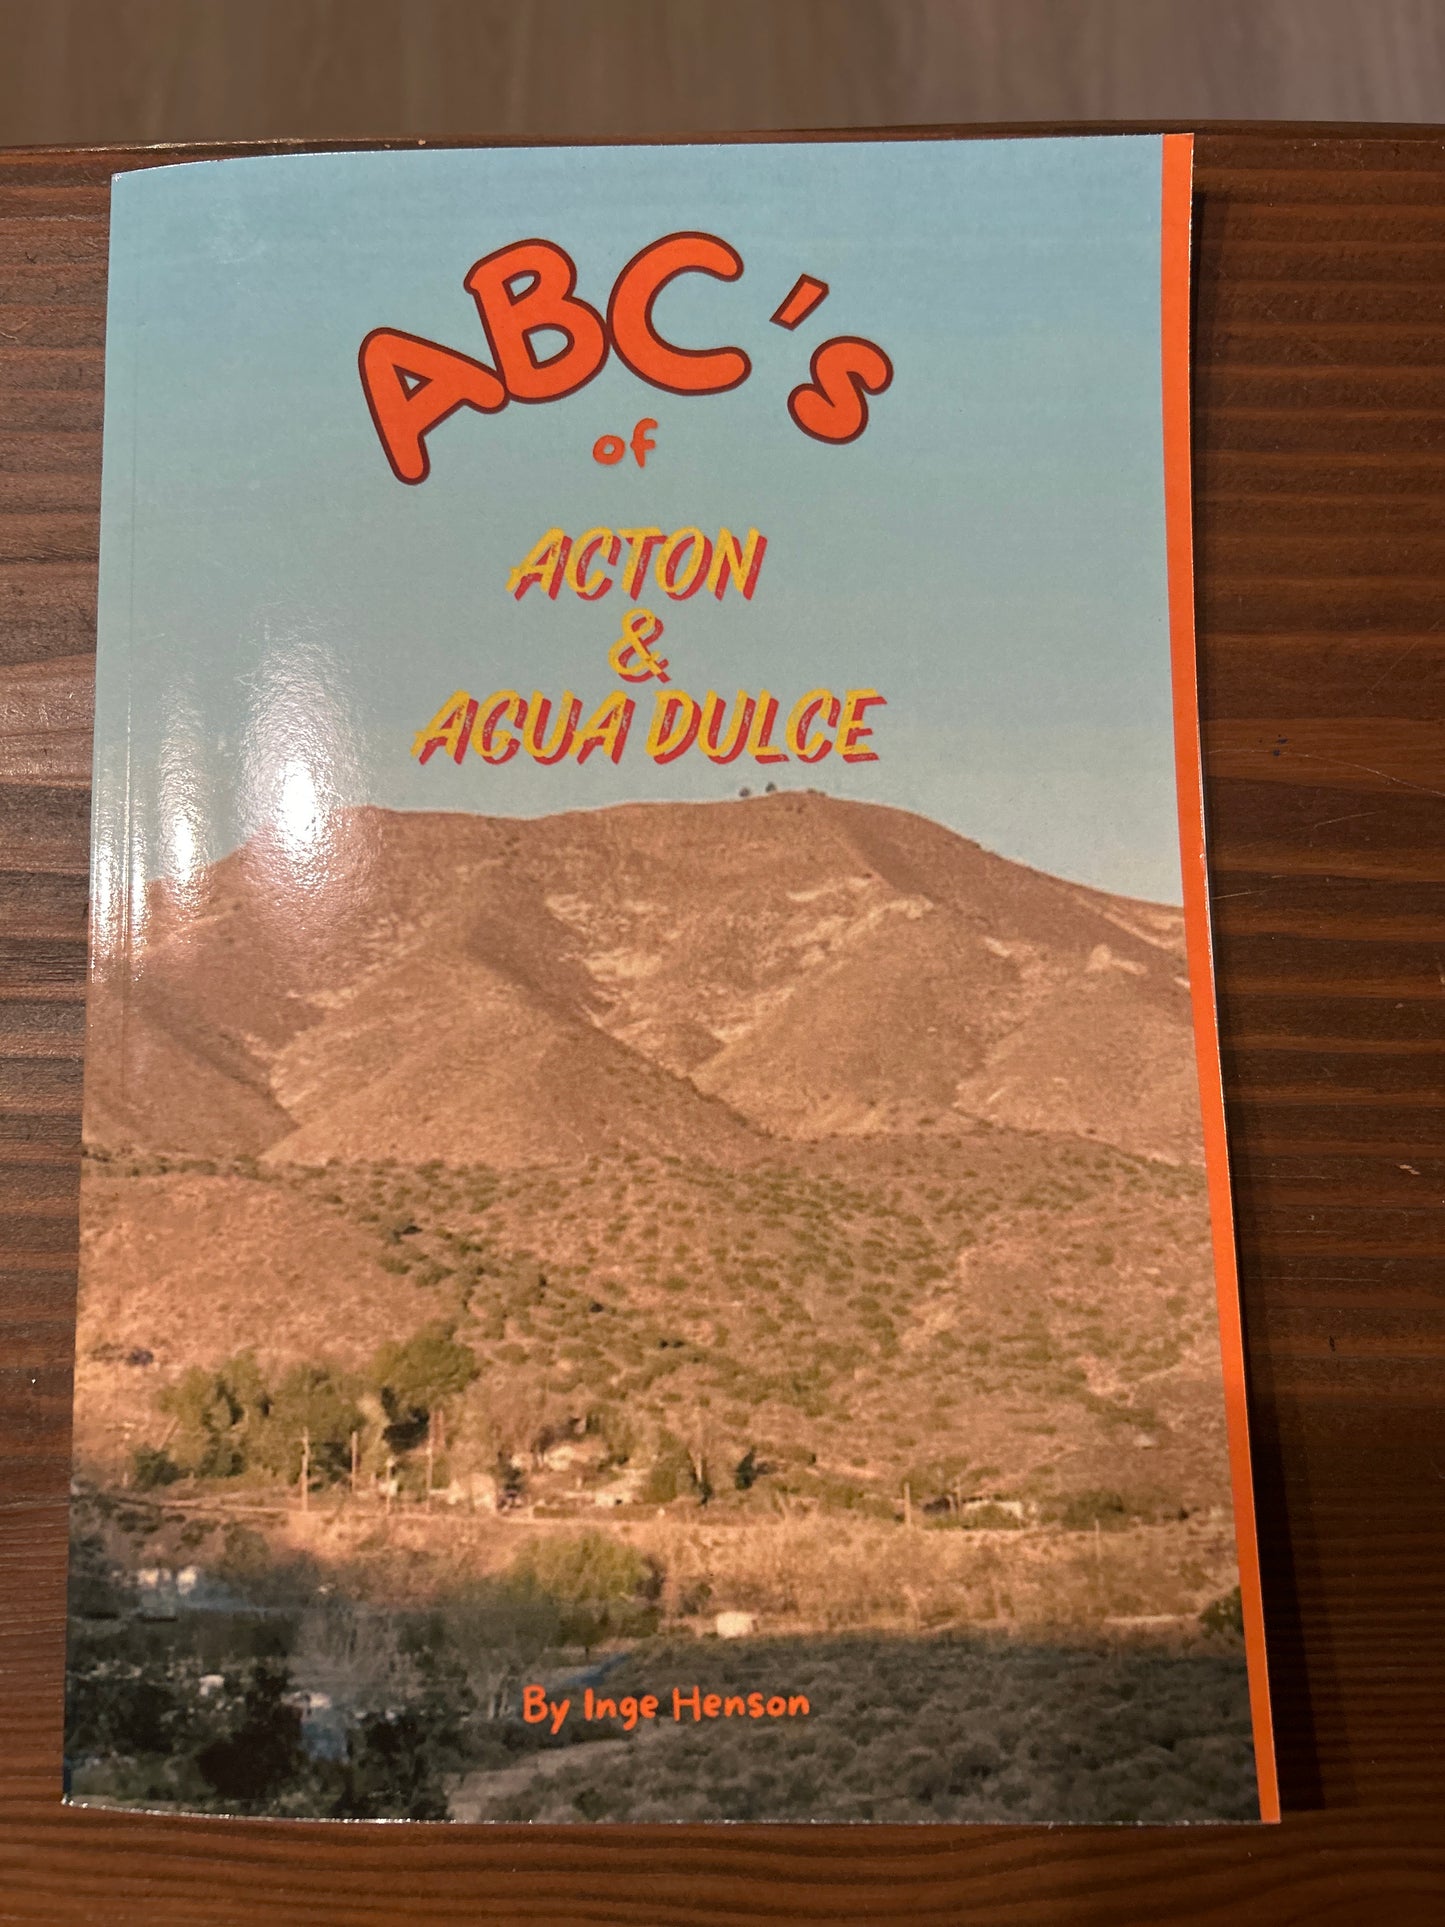 ABC's
of
ACTON
&
AGUA DULCE
By Inge Henson